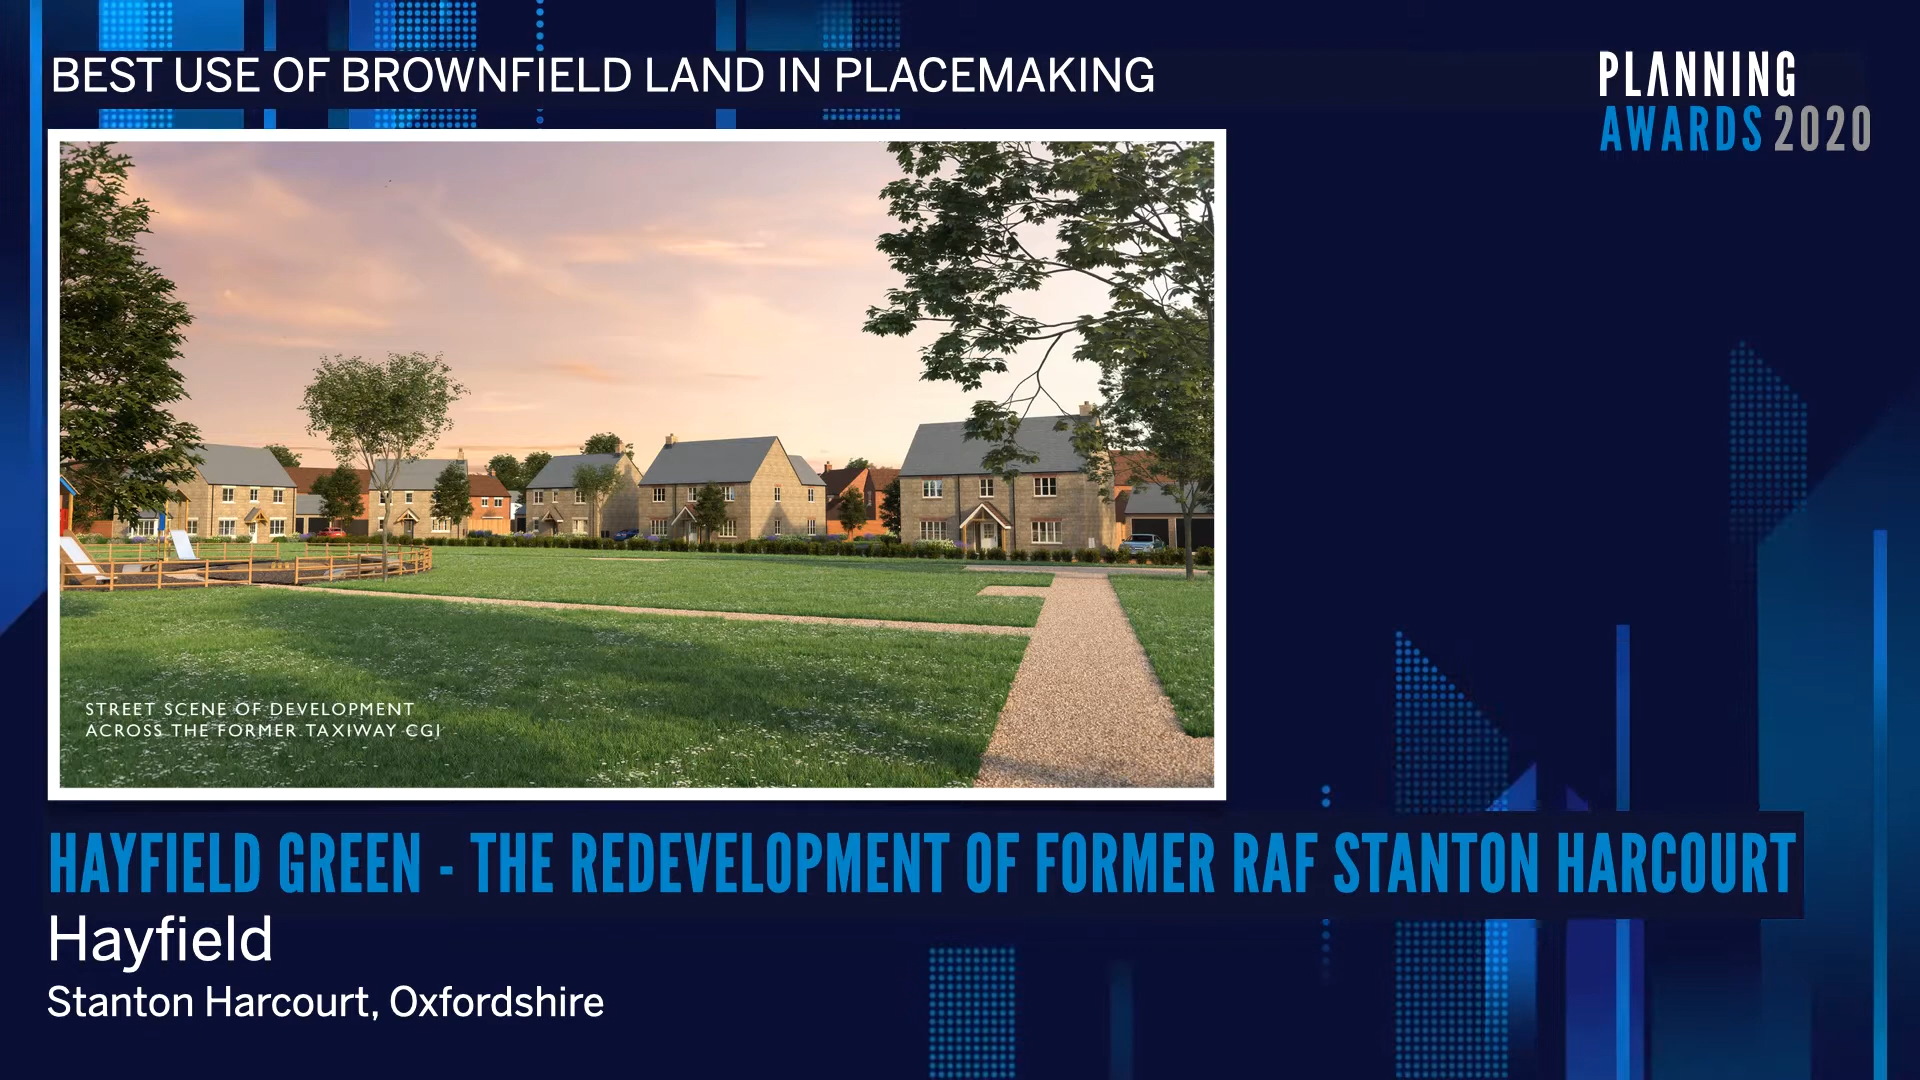 BEST USE OF BROWNFIELD LAND IN PLACEMAKING
PLANNING
AWARDS 2020
STREET SCENE OF DEVELOPMENT
ACROSS THE FORMER TAXIWAY CGI
HAYFIELD GREEN - THE REDEVELOPMENT OF FORMER RAF STANTON HARCOURT
Hayfield
Stanton Harcourt, Oxfordshire